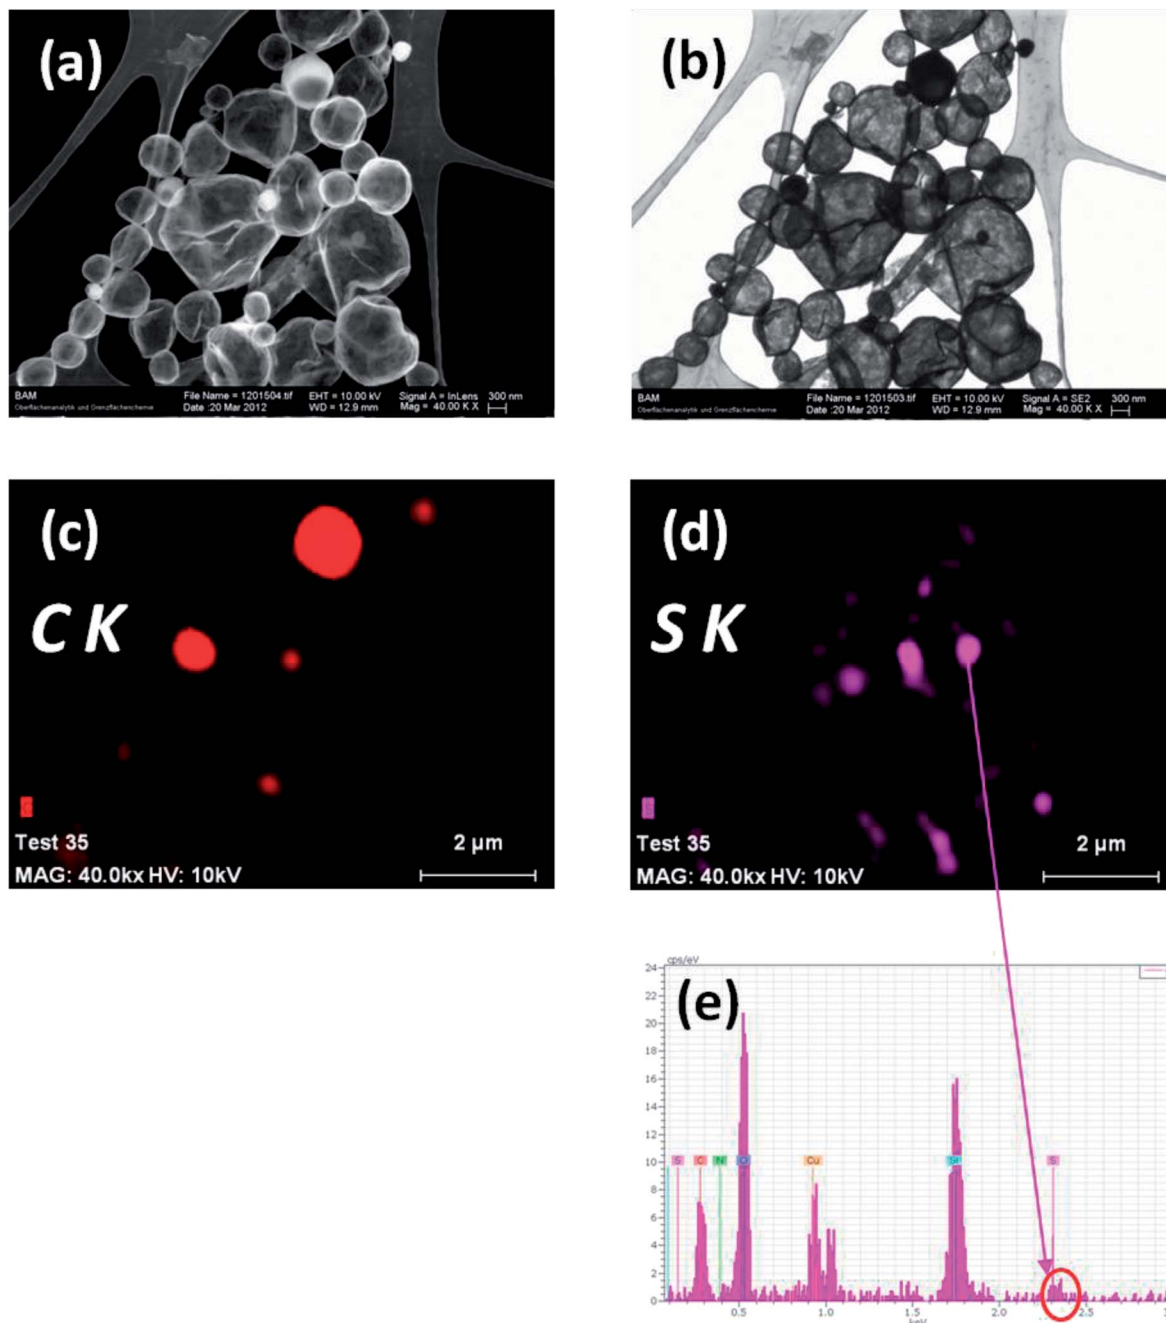 (a)
BAM
Oberflächenanalytik und Grenzflächenchemie
File Name = 1201504.tif
Date :20 Mar 2012
EHT = 10.00 kV
WD = 12.9 mm
Signal A = InLens
Mag = 40.00 K X
300 nm
(b)
BAM
Oberflächenanalytik und Grenzflächenchemie
File Name = 1201503.tif
Date :20 Mar 2012
EHT = 10.00 kV
WD = 12.9 mm
Signal A = SE2
Mag = 40.00 K X
300 nm
(c)
C K
C
Test 35
MAG: 40.0kx HV: 10kV
2 µm
(d)
S K
S
Test 35
MAG: 40.0kx HV: 10kV
2 µm
(e)
cps/eV
24
22
20
18
16
14
12
10
8
6
4
2
0
S C N O Cu Si S
0.5 1.0 1.5 2.0 2.5
keV